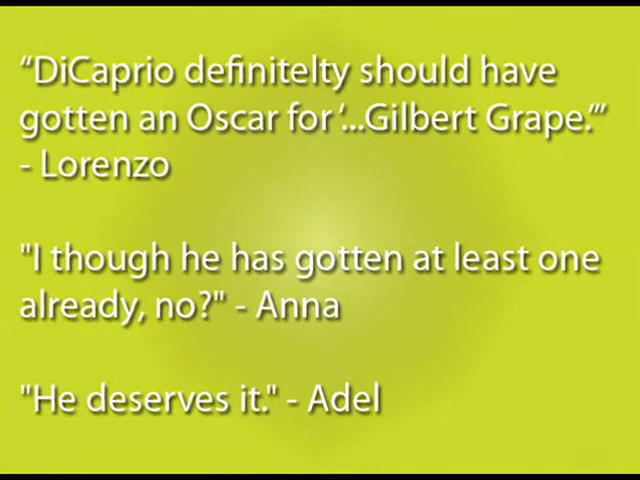 “DiCaprio definitelty should have
gotten an Oscar for ‘...Gilbert Grape.’”
- Lorenzo
"I though he has gotten at least one
already, no?" - Anna
"He deserves it." - Adel